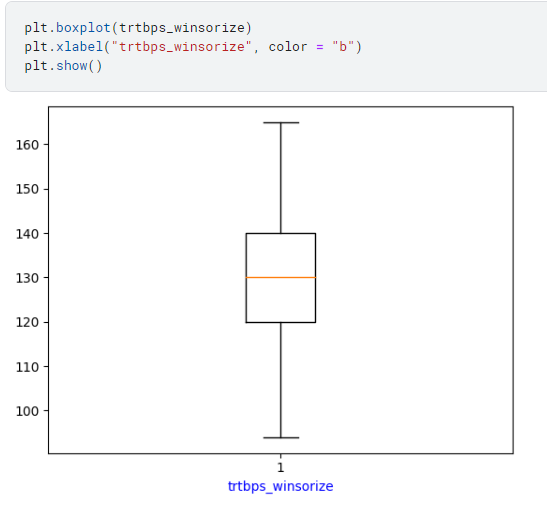 plt.boxplot(trtbps_winsorize)
plt.xlabel("trtbps_winsorize", color = "b")
plt.show()
160
150
140
130
120
110
100
1
trtbps_winsorize